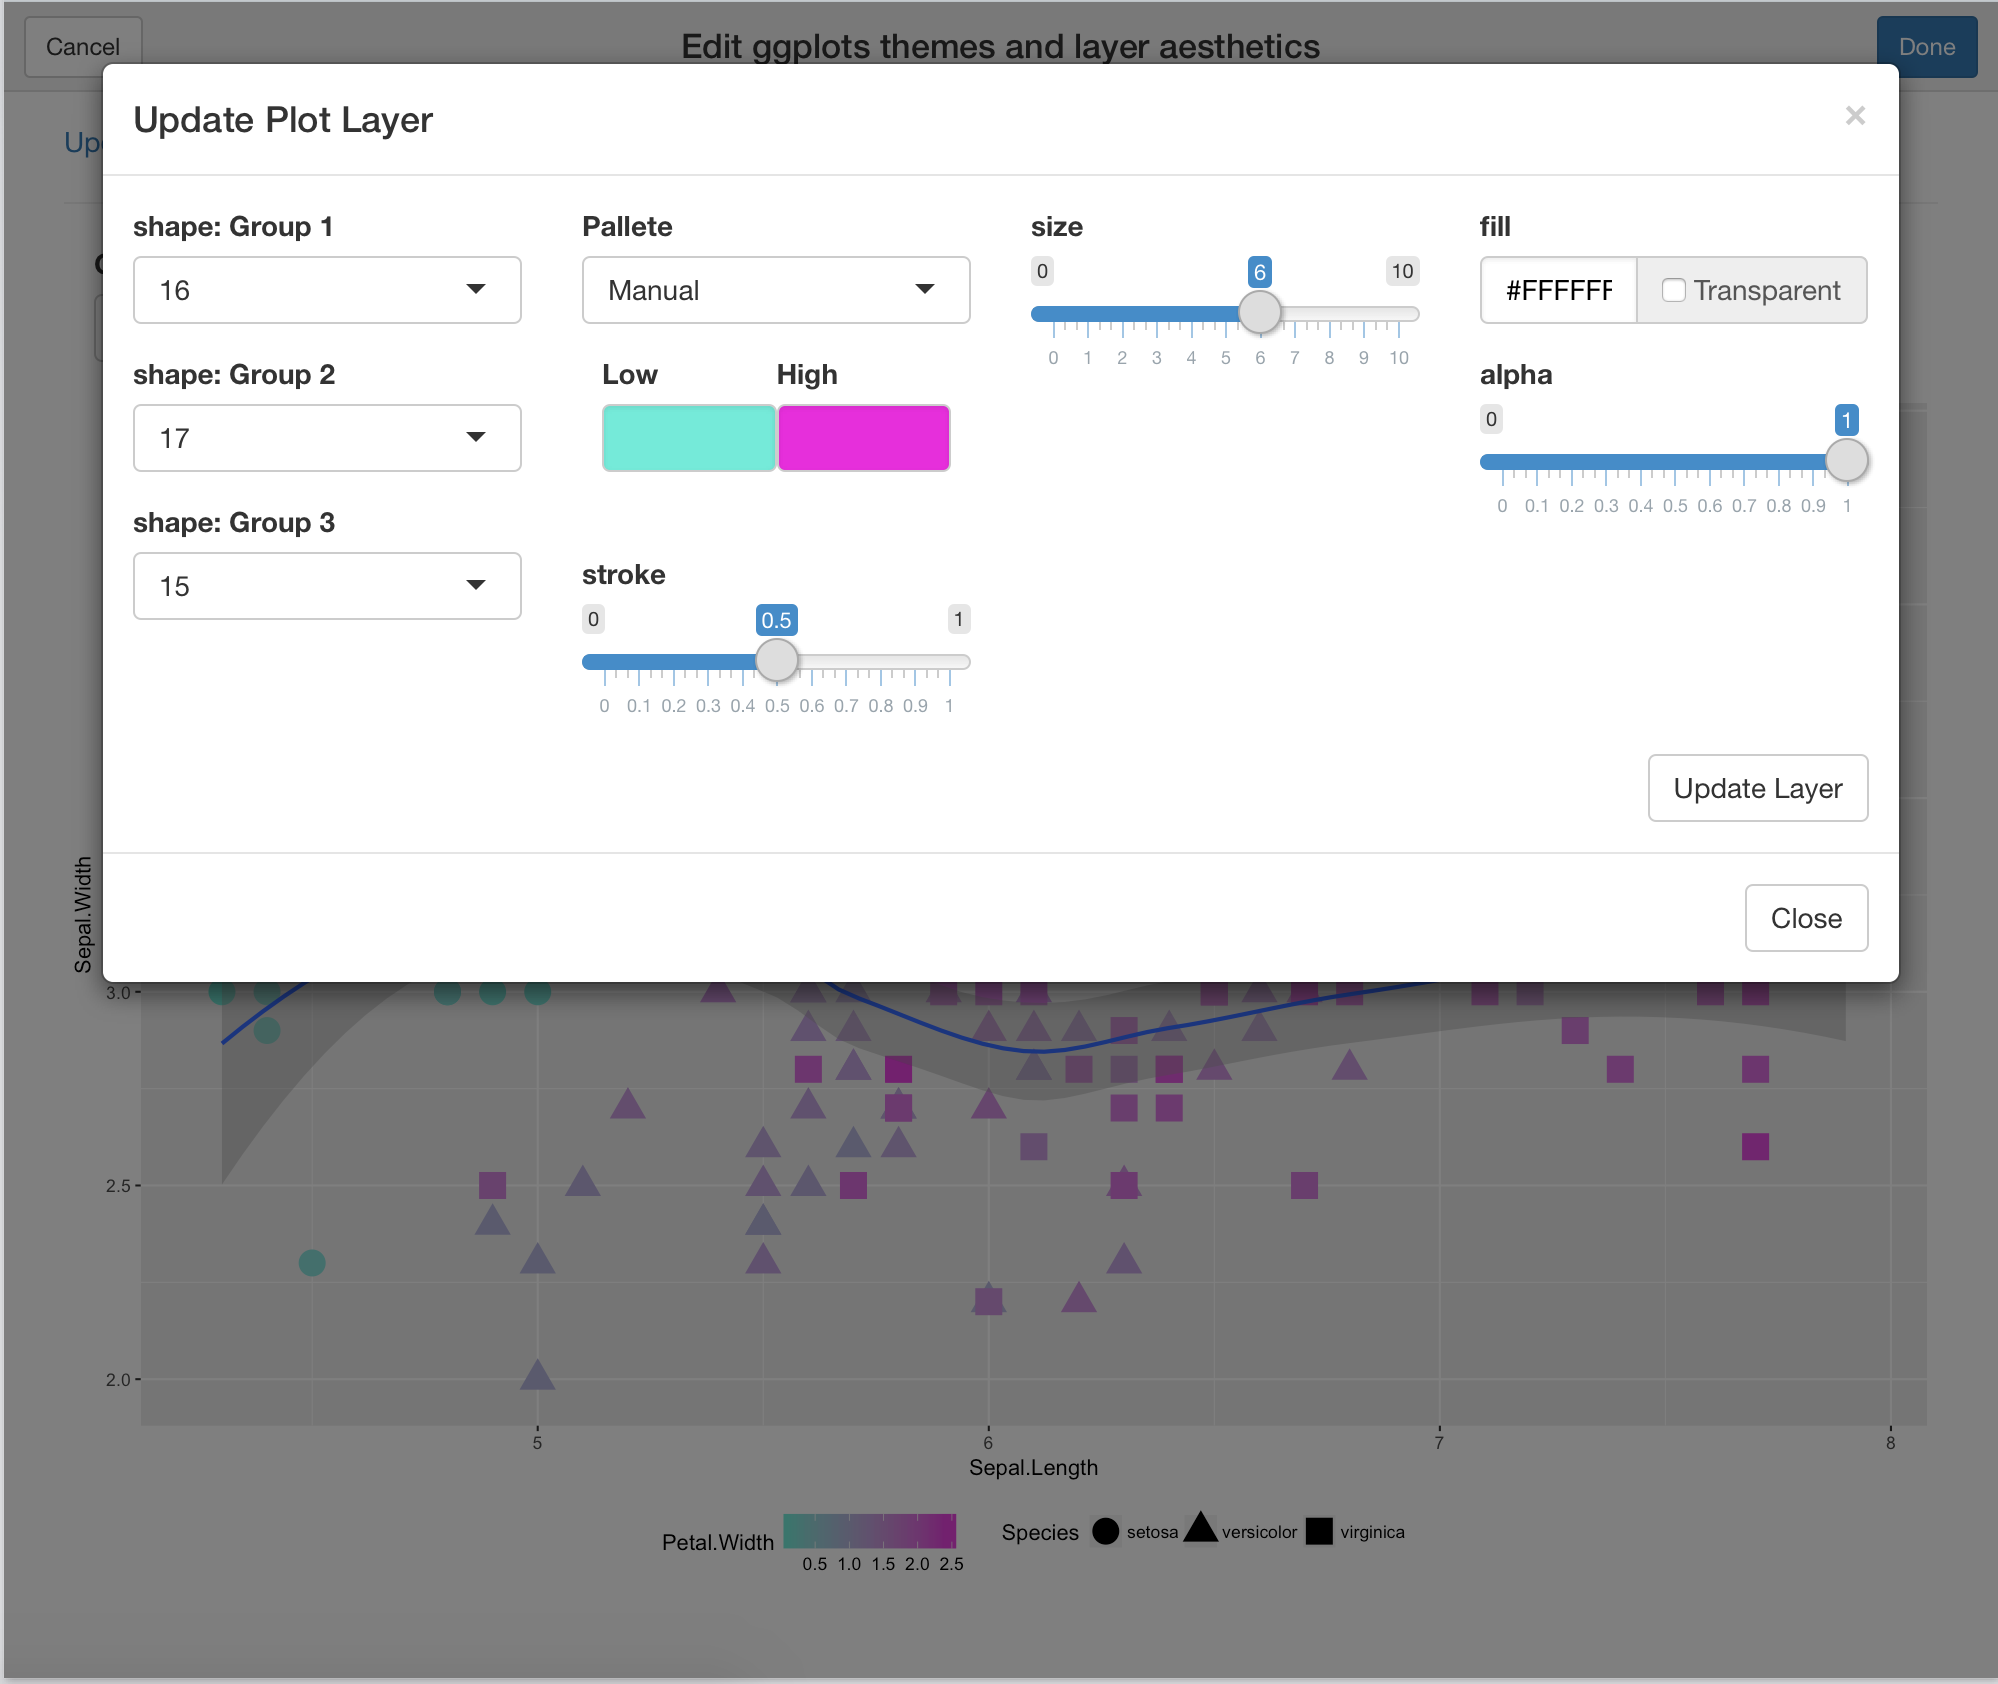 Cancel
Edit ggplots themes and layer aesthetics
Done
Update Plot Layer
×
shape: Group 1
16
shape: Group 2
17
shape: Group 3
15
Pallete
Manual
Low High
stroke
0 0.5 1
0 0.1 0.2 0.3 0.4 0.5 0.6 0.7 0.8 0.9 1
size
0 6 10
0 1 2 3 4 5 6 7 8 9 10
fill
#FFFFFF Transparent
alpha
0 1
0 0.1 0.2 0.3 0.4 0.5 0.6 0.7 0.8 0.9 1
Update Layer
Close
Sepal.Width
3.0
2.5
2.0
5 6 7 8
Sepal.Length
Petal.Width
0.5 1.0 1.5 2.0 2.5
Species setosa versicolor virginica